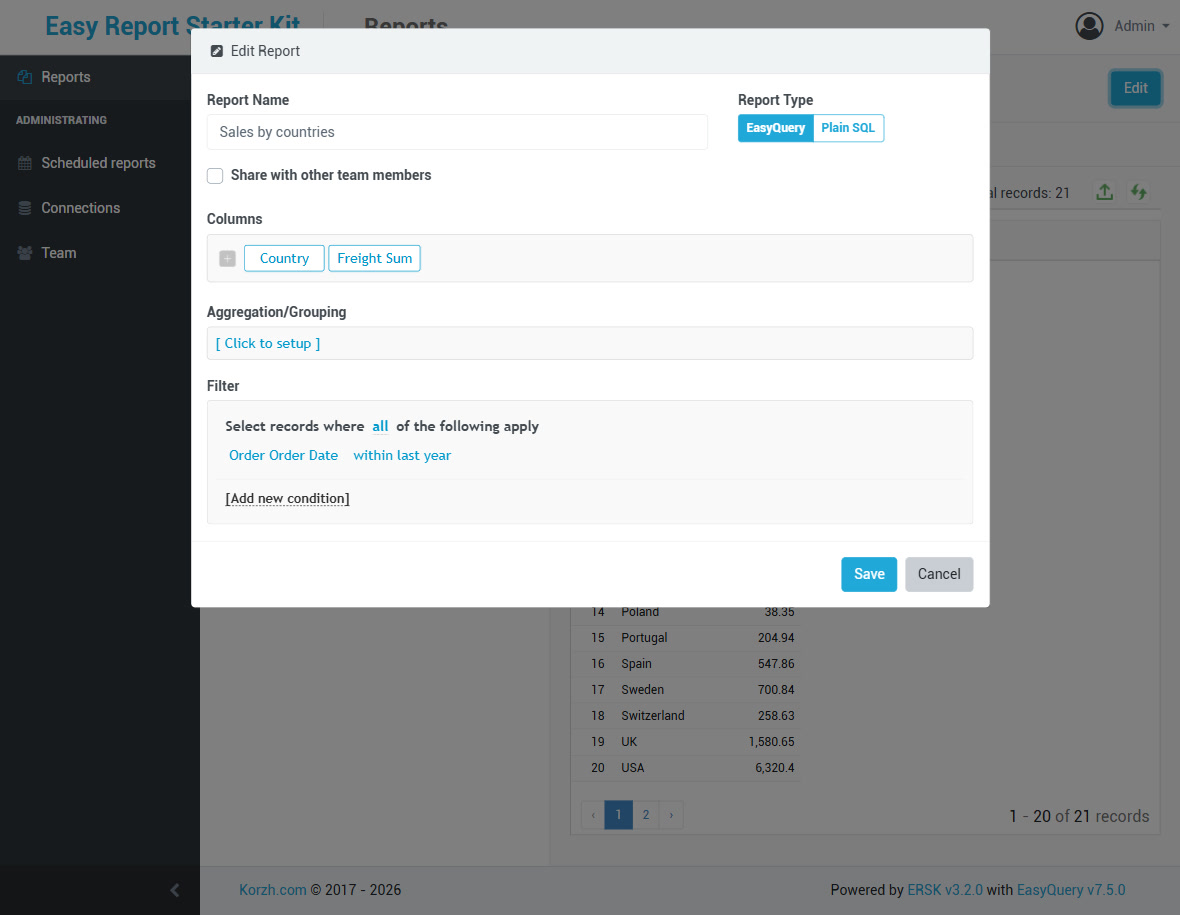 Easy Report Starter Kit
Reports
Admin
Edit Report
Reports
Edit
ADMINISTRATING
Scheduled reports
Connections
Team
Report Name
Report Type
Sales by countries
EasyQuery
Plain SQL
Share with other team members
records: 21
Columns
+
Country
Freight Sum
Aggregation/Grouping
[ Click to setup ]
Filter
Select records where all of the following apply
Order Order Date within last year
[Add new condition]
Save
Cancel
14 Poland 38.35
15 Portugal 204.94
16 Spain 547.86
17 Sweden 700.84
18 Switzerland 258.63
19 UK 1,580.65
20 USA 6,320.4
‹ 1 2 ›
1 - 20 of 21 records
Korzh.com © 2017 - 2026
Powered by ERSK v3.2.0 with EasyQuery v7.5.0